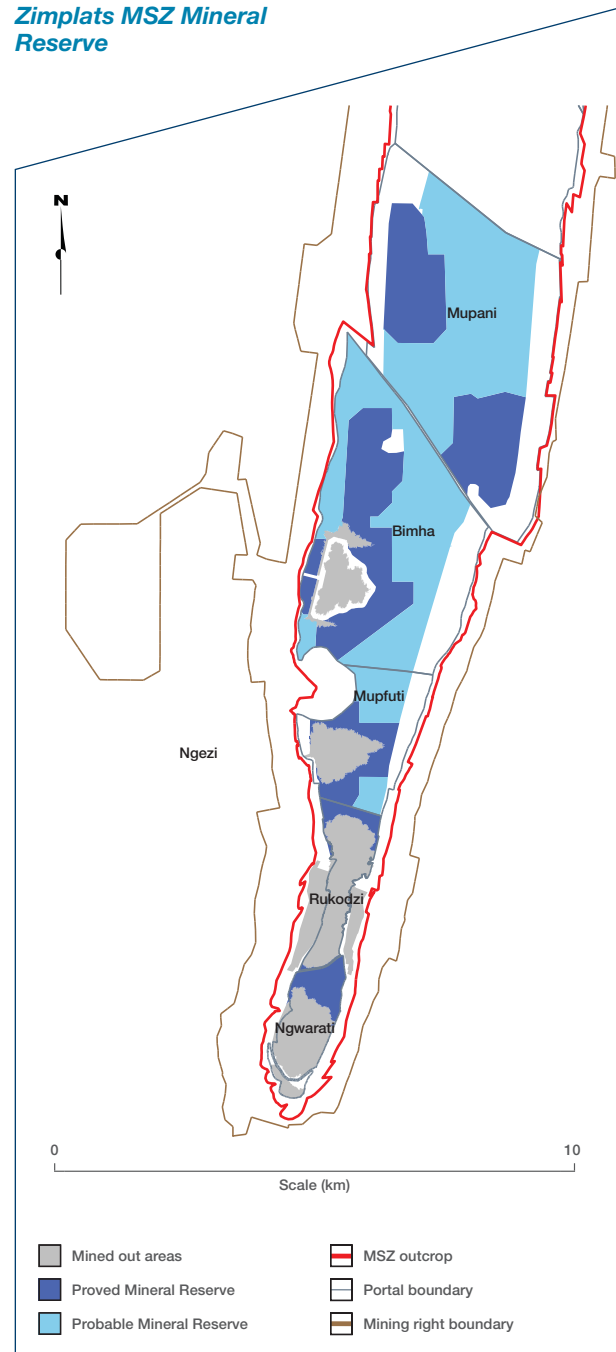 Zimplats MSZ Mineral
Reserve
N
Mupani
Bimha
Mupfuti
Ngezi
Rukodzi
Ngwarati
0 10
Scale (km)
Mined out areas
Proved Mineral Reserve
Probable Mineral Reserve
MSZ outcrop
Portal boundary
Mining right boundary